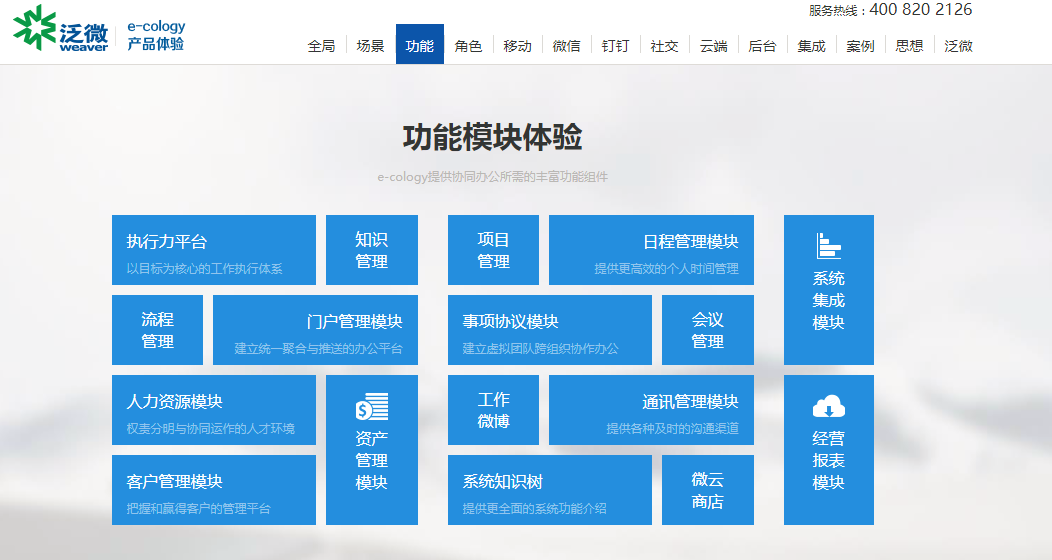 服务热线：400 820 2126
泛微
weaver
e-cology
产品体验
全局
场景
功能
角色
移动
微信
钉钉
社交
云端
后台
集成
案例
思想
泛微
功能模块体验
e-cology提供协同办公所需的丰富功能组件
执行力平台
以目标为核心的工作执行体系
知识
管理
项目
管理
日程管理模块
提供更高效的个人时间管理
系统
集成
模块
流程
管理
门户管理模块
建立统一聚合与推送的办公平台
事项协议模块
建立虚拟团队跨组织协作办公
会议
管理
人力资源模块
权责分明与协同运作的人才环境
资产
管理
模块
工作
微博
通讯管理模块
提供各种及时的沟通渠道
经营
报表
模块
客户管理模块
把握和赢得客户的管理平台
系统知识树
提供更全面的系统功能介绍
微云
商店